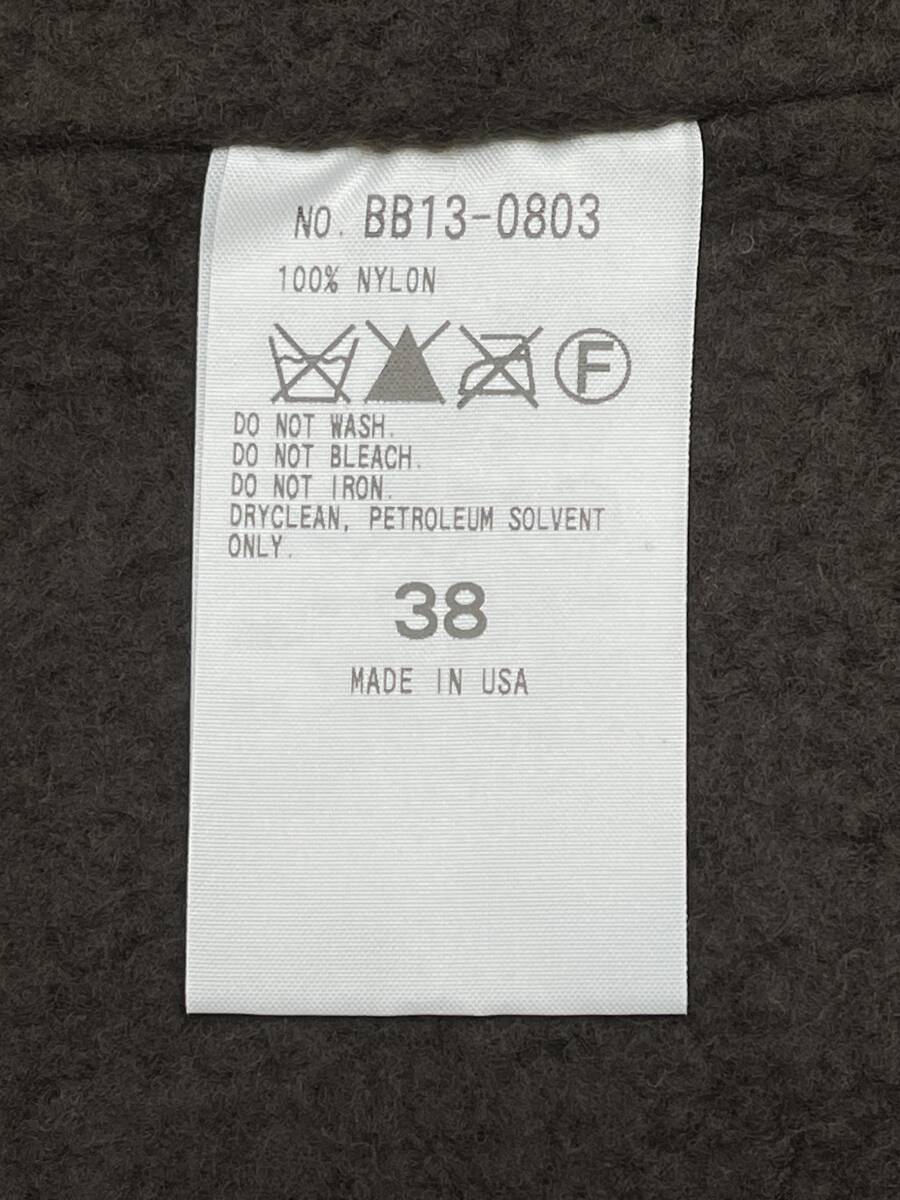 NO. BB13-0803
100% NYLON
F
DO NOT WASH.
DO NOT BLEACH.
DO NOT IRON.
DRYCLEAN, PETROLEUM SOLVENT
ONLY.
38
MADE IN USA